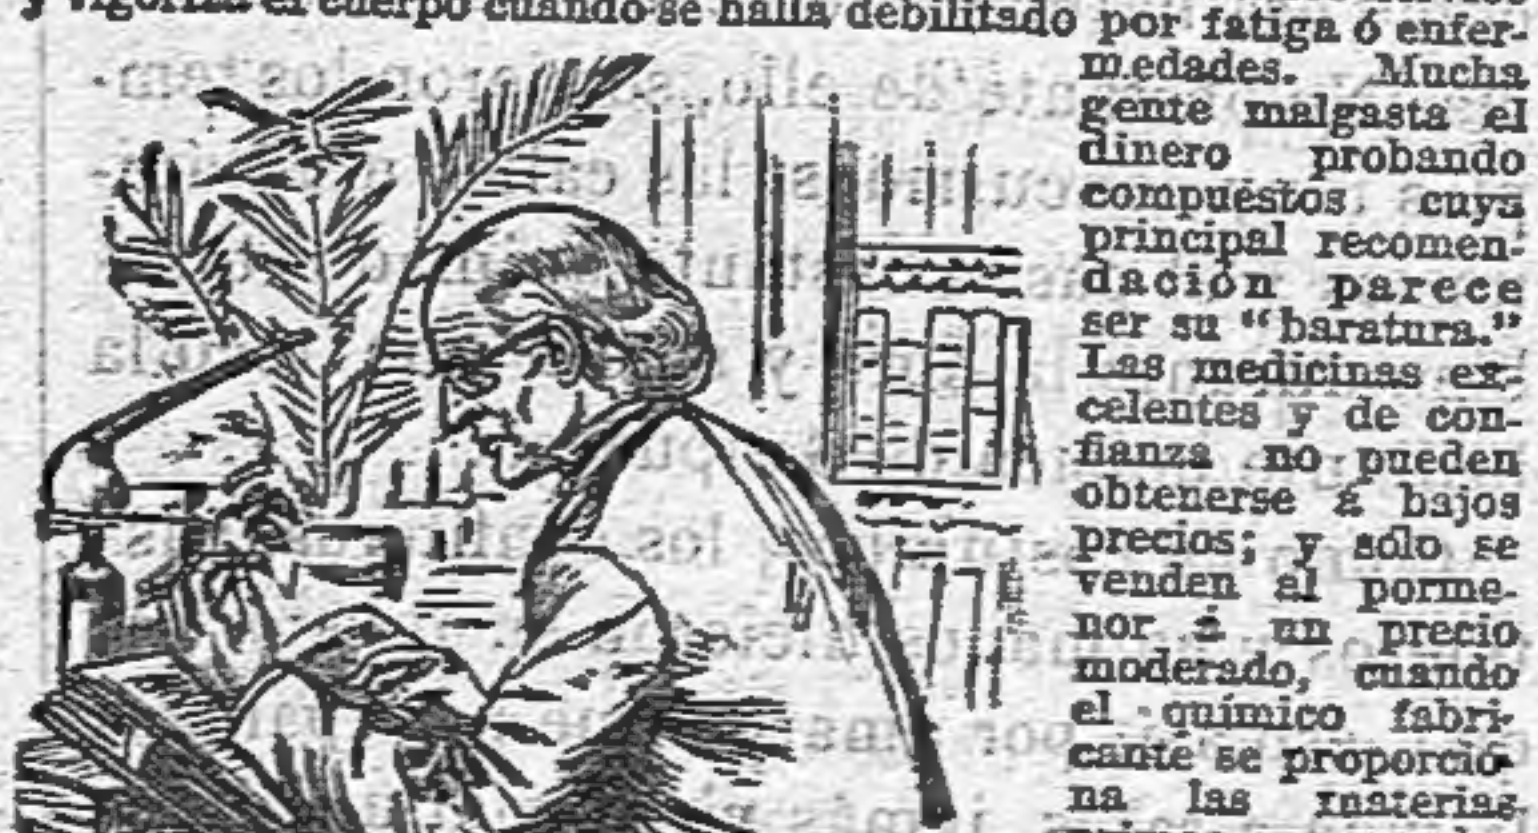 y vigoriza el cuerpo cuando se halla debilitado por fatiga ó enfer-
medades. Mucha
gente malgasta el
dinero probando
compuestos cuya
principal recomen-
dación parece
ser su "baratura."
Las medicinas ex-
celentes y de con-
fianza no pueden
obtenerse á bajos
precios; y sólo se
venden al porme-
nor á un precio
moderado, cuando
el químico fabri-
cante se proporcio-
na las materias